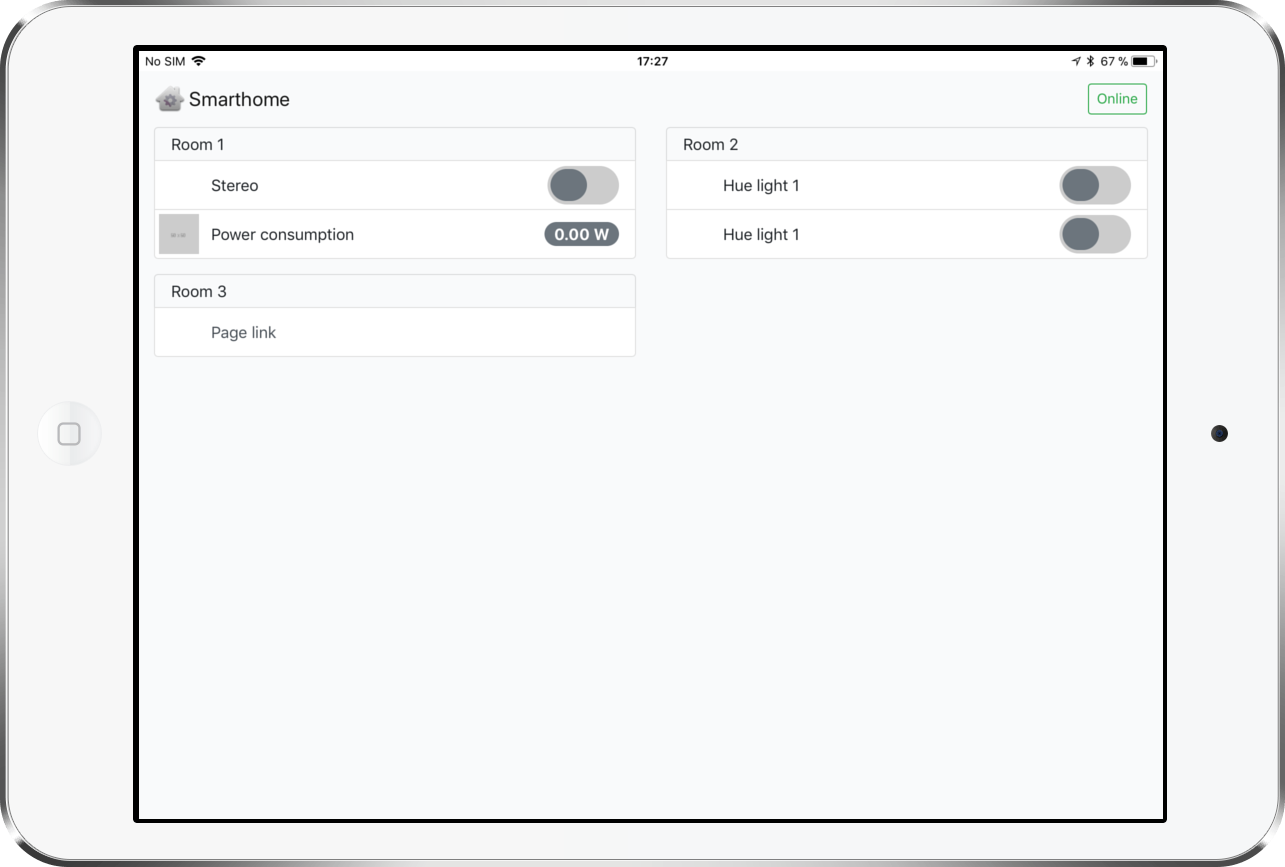 No SIM 17:27 67 %
Smarthome Online
Room 1
Stereo
Power consumption 0.00 W
Room 2
Hue light 1
Hue light 1
Room 3
Page link